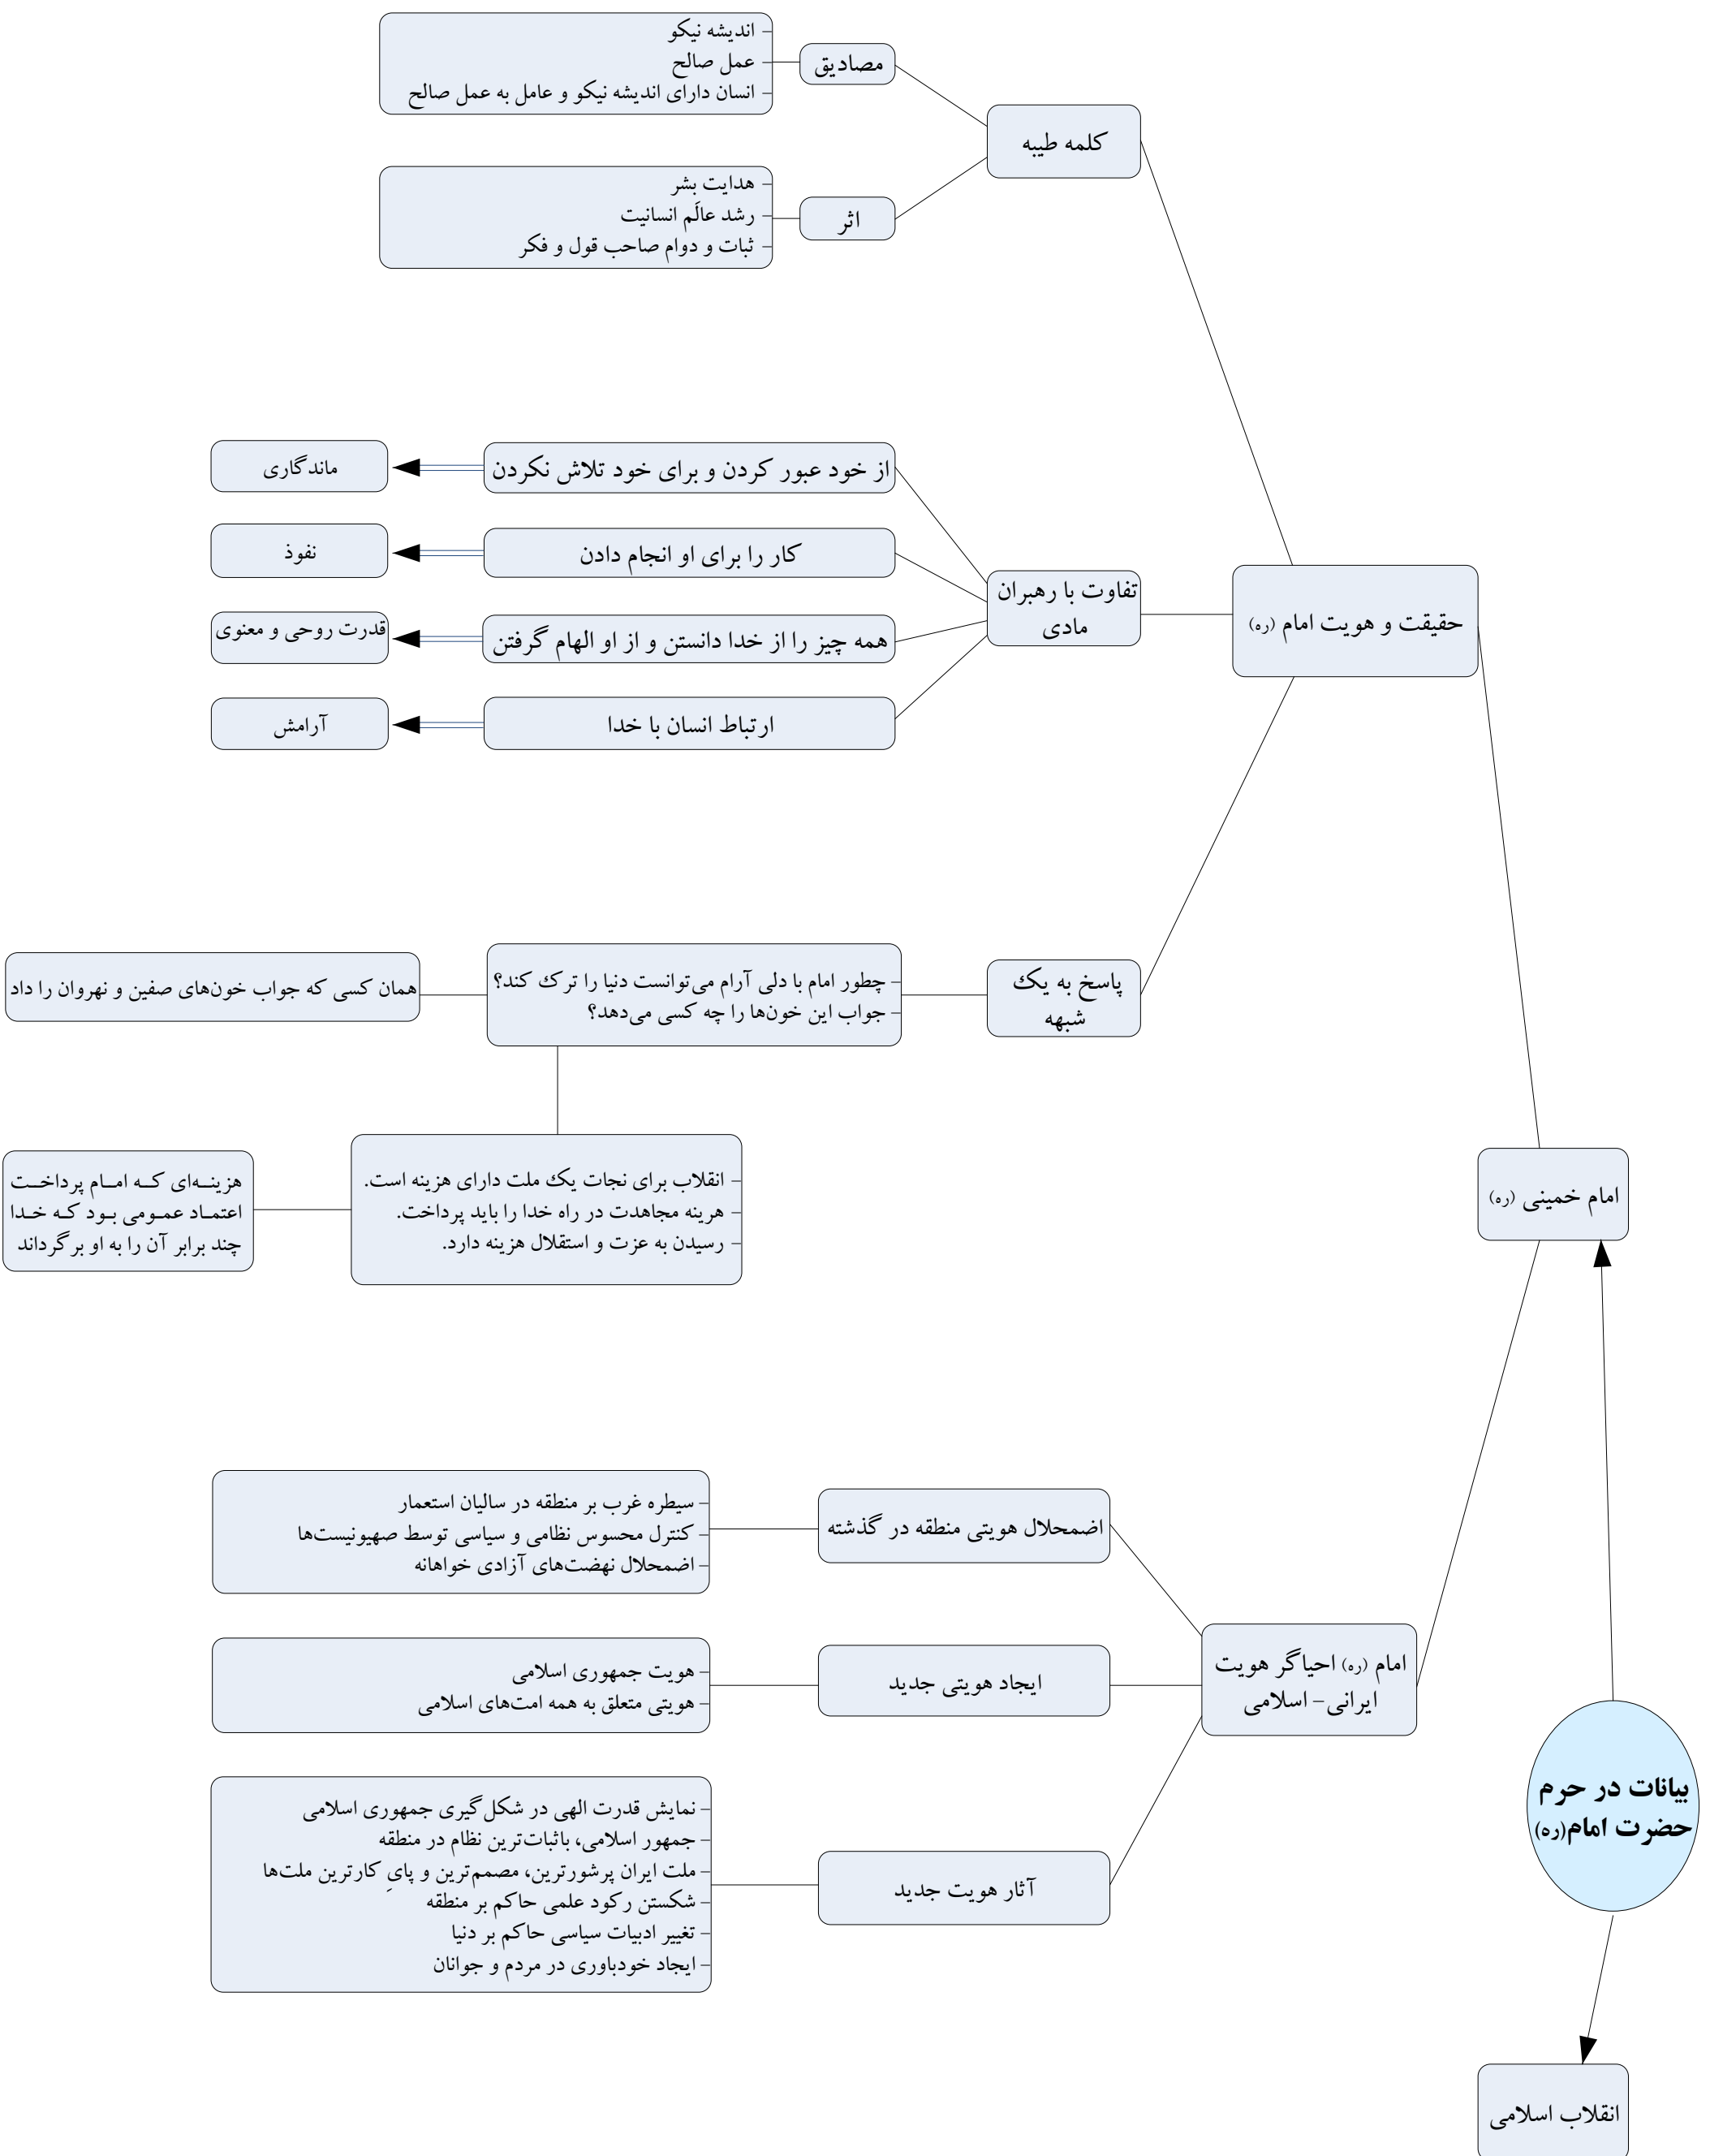 بیانات در حرم
حضرت امام(ره)
امام خمینی (ره)
حقیقت و هویت امام (ره)
کلمه طیبه
مصادیق
- اندیشه نیکو
- عمل صالح
- انسان دارای اندیشه نیکو و عامل به عمل صالح
اثر
- هدایت بشر
- رشد عالَم انسانیت
- ثبات و دوام صاحب قول و فکر
تفاوت با رهبران
مادی
از خود عبور کردن و برای خود تلاش نکردن
ماندگاری
کار را برای او انجام دادن
نفوذ
همه چیز را از خدا دانستن و از او الهام گرفتن
قدرت روحی و معنوی
ارتباط انسان با خدا
آرامش
پاسخ به یک
شبهه
- چطور امام با دلی آرام می‌توانست دنیا را ترک کند؟
- جواب این خون‌ها را چه کسی می‌دهد؟
همان کسی که جواب خون‌های صفین و نهروان را داد
- انقلاب برای نجات یک ملت دارای هزینه است.
- هرینه مجاهدت در راه خدا را باید پرداخت.
- رسیدن به عزت و استقلال هزینه دارد.
هزینــه‌ای کــه امــام پرداخــت
اعتمـاد عمـومی بـود کـه خـدا
چند برابر آن را به او برگرداند
امام (ره) احیاگر هویت
ایرانی- اسلامی
اضمحلال هویتی منطقه در گذشته
- سیطره غرب بر منطقه در سالیان استعمار
- کنترل محسوس نظامی و سیاسی توسط صهیونیست‌ها
- اضمحلال نهضت‌های آزادی خواهانه
ایجاد هویتی جدید
- هویت جمهوری اسلامی
- هویتی متعلق به همه امت‌های اسلامی
آثار هویت جدید
- نمایش قدرت الهی در شکل‌گیری جمهوری اسلامی
- جمهور اسلامی، باثبات‌ترین نظام در منطقه
- ملت ایران پرشورترین، مصمم‌ترین و پایِ کارترین ملت‌ها
- شکستن رکود علمی حاکم بر منطقه
- تغییر ادبیات سیاسی حاکم بر دنیا
- ایجاد خودباوری در مردم و جوانان
انقلاب اسلامی